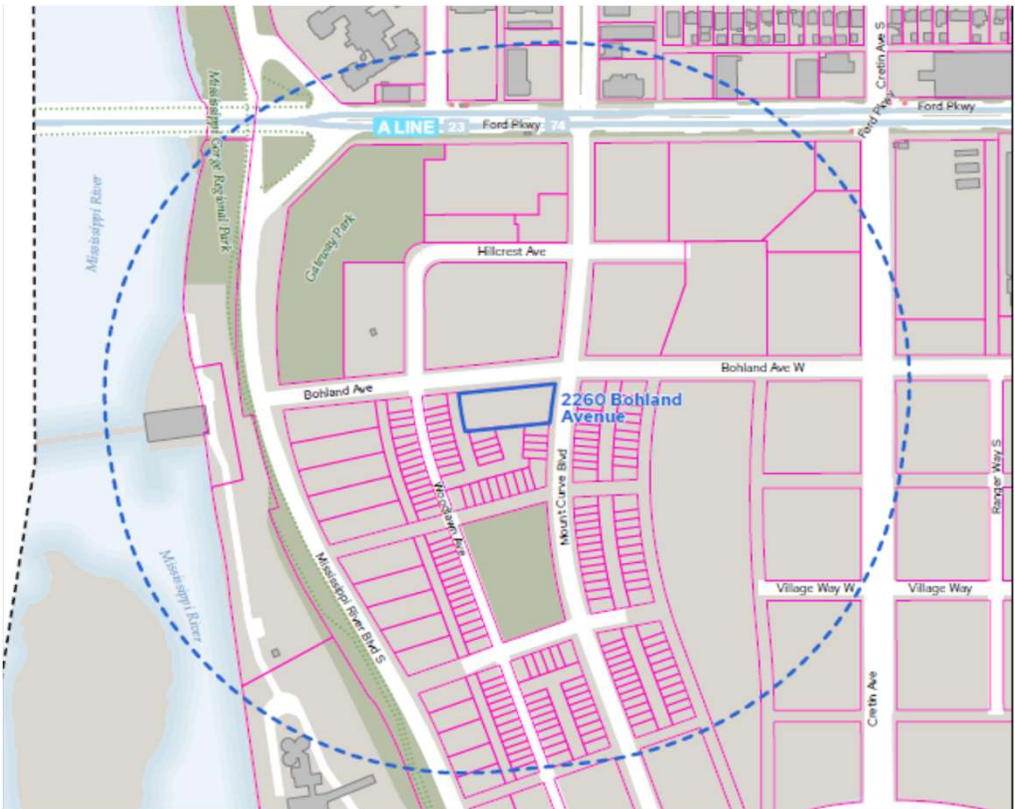 Cretin Ave S
Ford Pkwy
Ford Pkwy
A LINE 23 Ford Pkwy 74
Mississippi Gorge Regional Park
Mississippi River
Gateway Park
Hillcrest Ave
Bohland Ave W
Bohland Ave
2260 Bohland
Avenue
Ranger Way S
Woodlawn Ave
Mount Curve Blvd
Mississippi River
Mississippi River Blvd S
Village Way W
Village Way
Cretin Ave